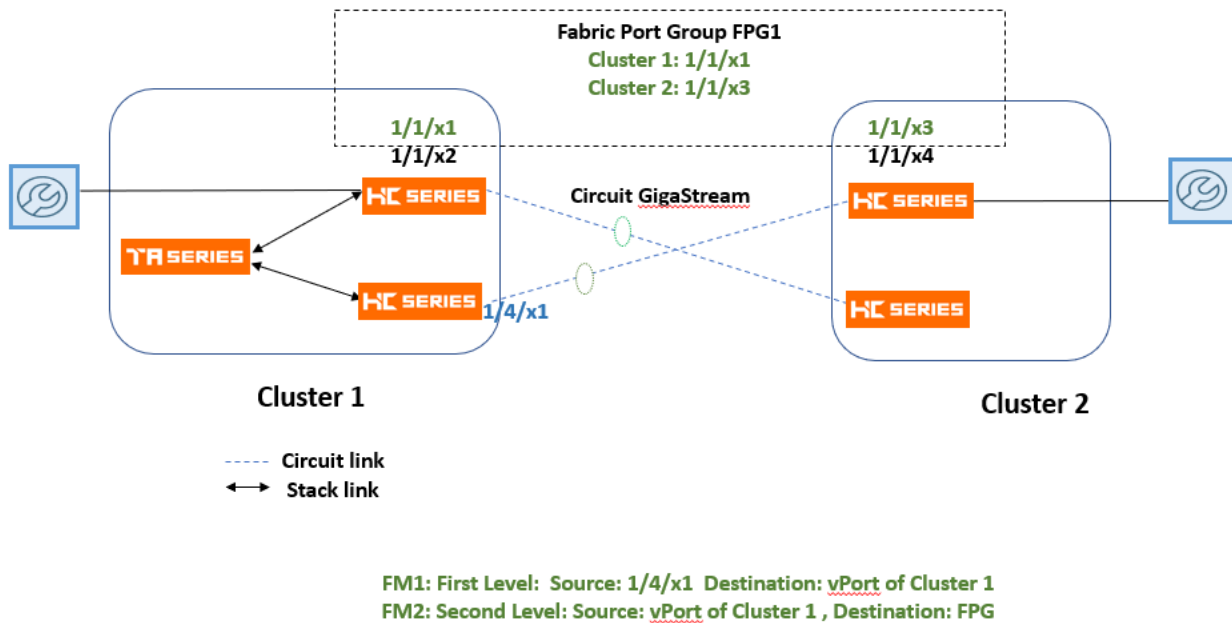 Fabric Port Group FPG1
Cluster 1: 1/1/x1
Cluster 2: 1/1/x3
1/1/x1
1/1/x2
1/1/x3
1/1/x4
HC SERIES
Circuit GigaStream
HC SERIES
TA SERIES
HC SERIES
1/4/x1
HC SERIES
Cluster 1
Cluster 2
Circuit link
Stack link
FM1: First Level: Source: 1/4/x1 Destination: vPort of Cluster 1
FM2: Second Level: Source: vPort of Cluster 1 , Destination: FPG